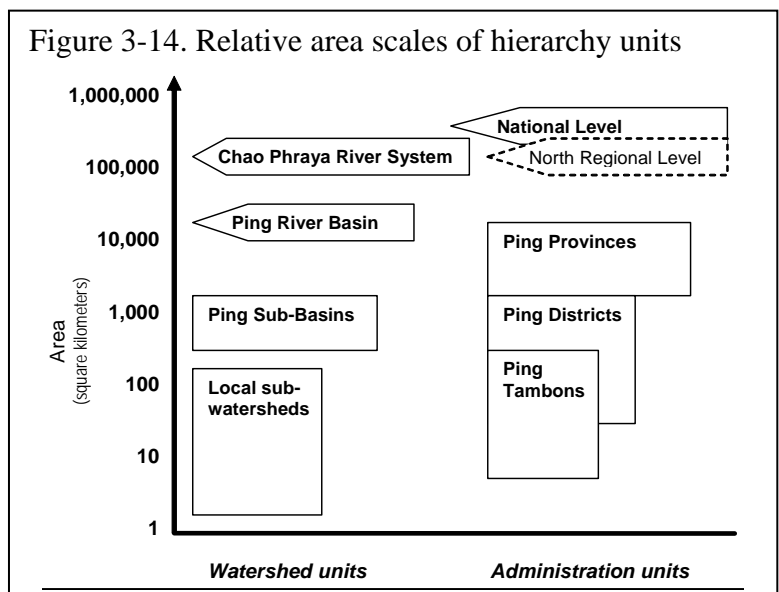 Figure 3-14. Relative area scales of hierarchy units
1,000,000
National Level
Chao Phraya River System
North Regional Level
100,000
Ping River Basin
10,000
Ping Provinces
1,000
Ping Sub-Basins
Ping Districts
Area
(square kilometers)
100
Local sub-
watersheds
Ping
Tambons
10
1
Watershed units
Administration units